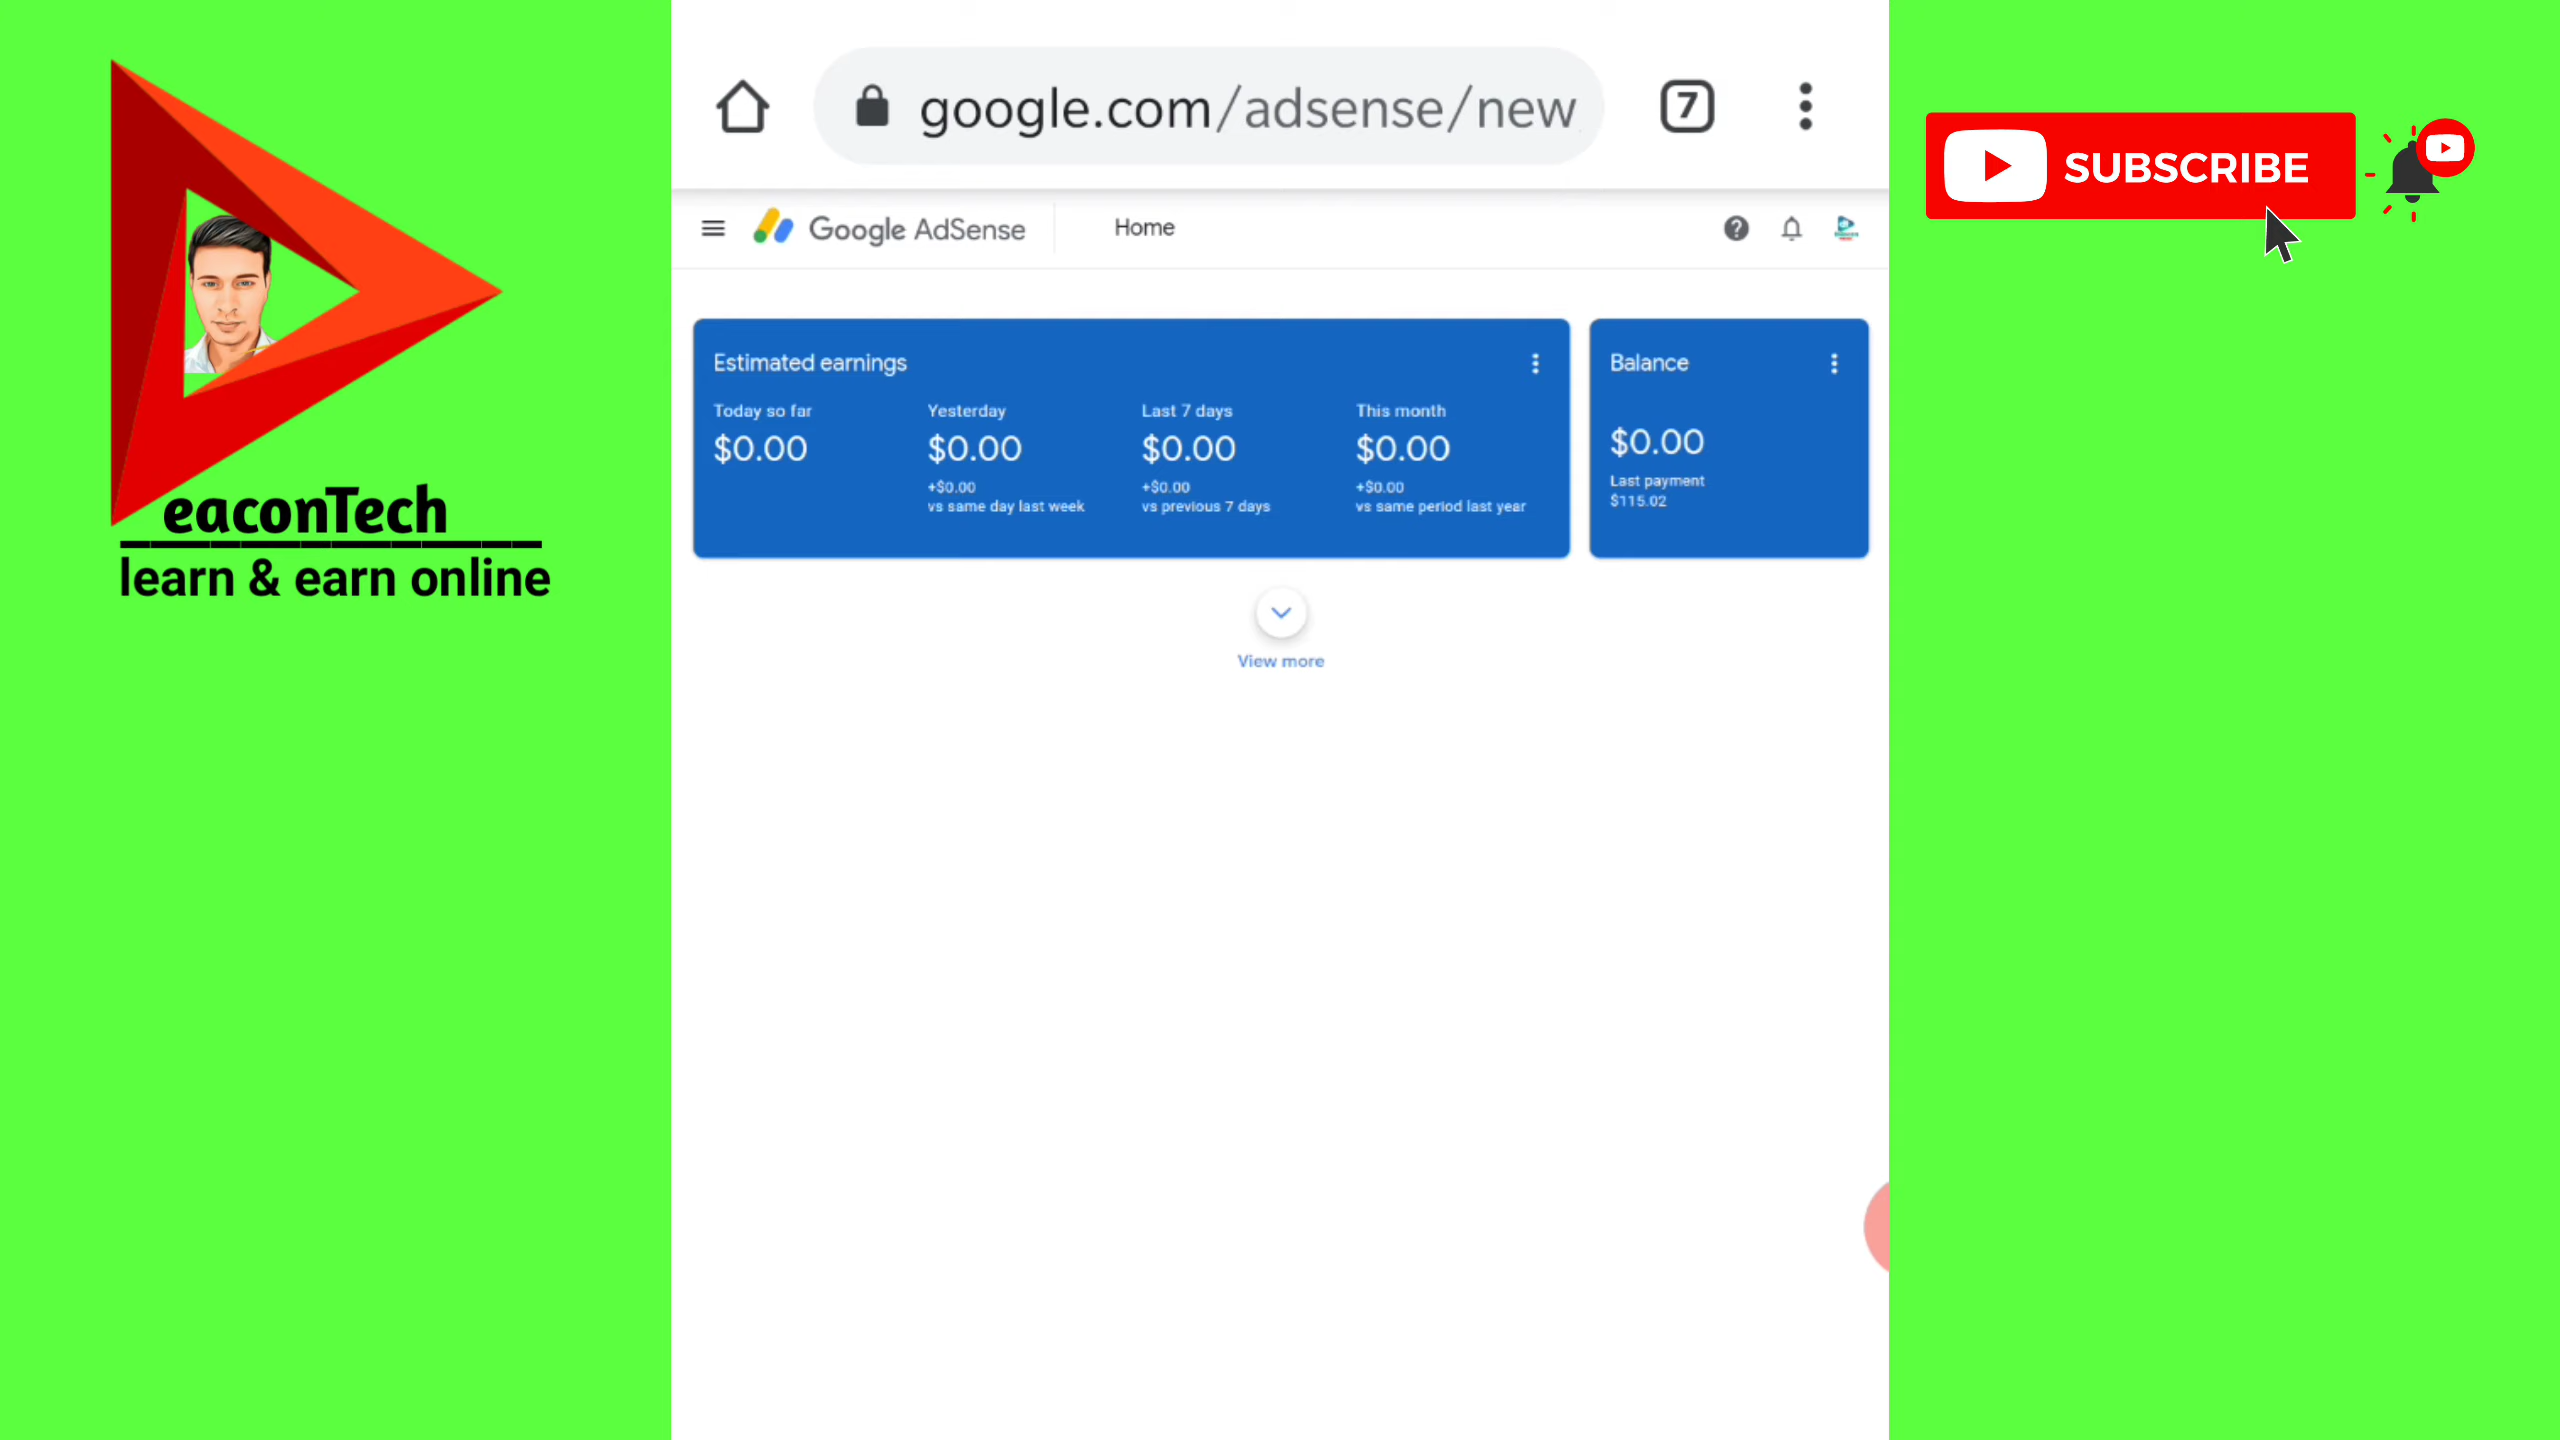 google.com/adsense/new
7
Google AdSense
Home
Estimated earnings
Today so far
$0.00
Yesterday
$0.00
+$0.00
vs same day last week
Last 7 days
$0.00
+$0.00
vs previous 7 days
This month
$0.00
+$0.00
vs same period last year
Balance
$0.00
Last payment
$115.02
View more
eaconTech
learn & earn online
SUBSCRIBE